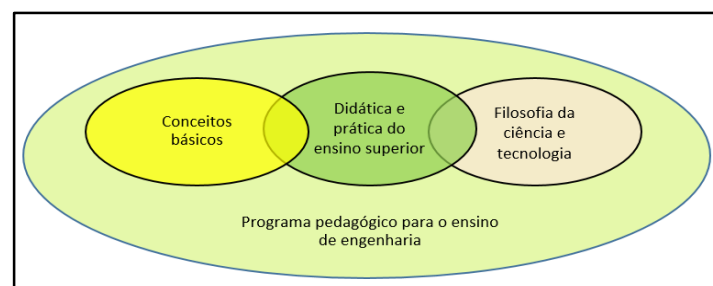 Conceitos
básicos
Didática e
prática do
ensino superior
Filosofia da
ciência e
tecnologia
Programa pedagógico para o ensino
de engenharia